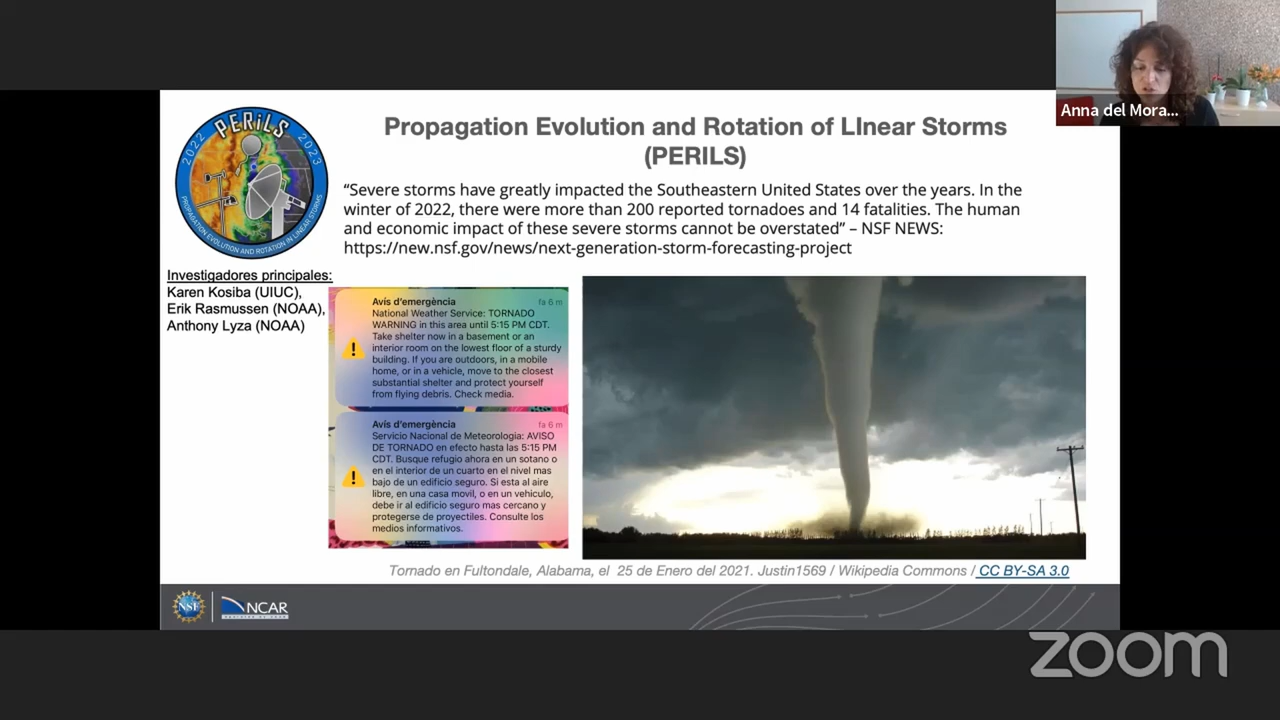 Anna del Mora...
PERiLS
2022
2023
PROPAGATION EVOLUTION AND ROTATION IN LINEAR STORMS
Propagation Evolution and Rotation of LInear Storms
(PERILS)
“Severe storms have greatly impacted the Southeastern United States over the years. In the
winter of 2022, there were more than 200 reported tornadoes and 14 fatalities. The human
and economic impact of these severe storms cannot be overstated” – NSF NEWS:
https://new.nsf.gov/news/next-generation-storm-forecasting-project
Investigadores principales:
Karen Kosiba (UIUC),
Erik Rasmussen (NOAA),
Anthony Lyza (NOAA)
Avís d’emergència fa 6 m
National Weather Service: TORNADO
WARNING in this area until 5:15 PM CDT.
Take shelter now in a basement or an
interior room on the lowest floor of a sturdy
building. If you are outdoors, in a mobile
home, or in a vehicle, move to the closest
substantial shelter and protect yourself
from flying debris. Check media.
Avís d’emergència fa 6 m
Servicio Nacional de Meteorologia: AVISO
DE TORNADO en efecto hasta las 5:15 PM
CDT. Busque refugio ahora en un sotano o
en el interior de un cuarto en el nivel mas
bajo de un edificio seguro. Si esta al aire
libre, en una casa movil, o en un vehiculo,
debe ir al edificio seguro mas cercano y
protegerse de proyectiles. Consulte los
medios informativos.
Tornado en Fultondale, Alabama, el 25 de Enero del 2021. Justin1569 / Wikipedia Commons / CC BY-SA 3.0
NSF
NCAR
zoom